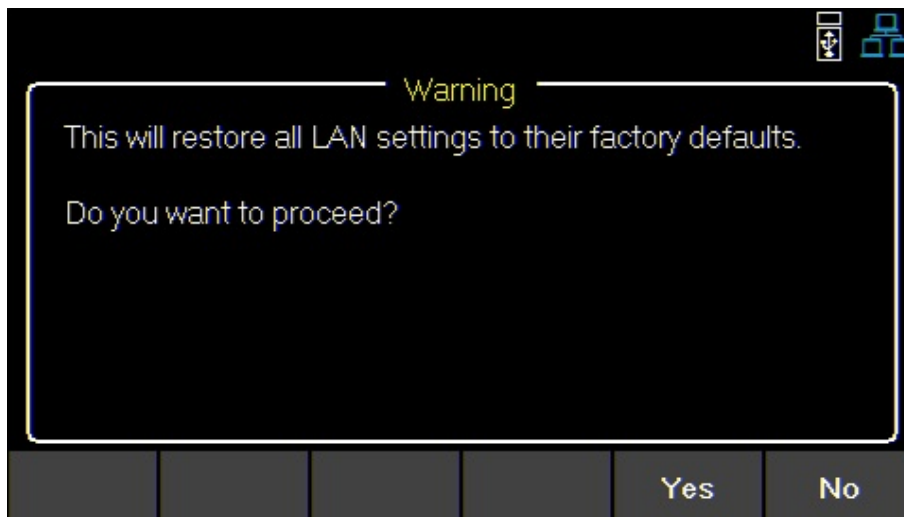 Warning
This will restore all LAN settings to their factory defaults.
Do you want to proceed?
Yes No